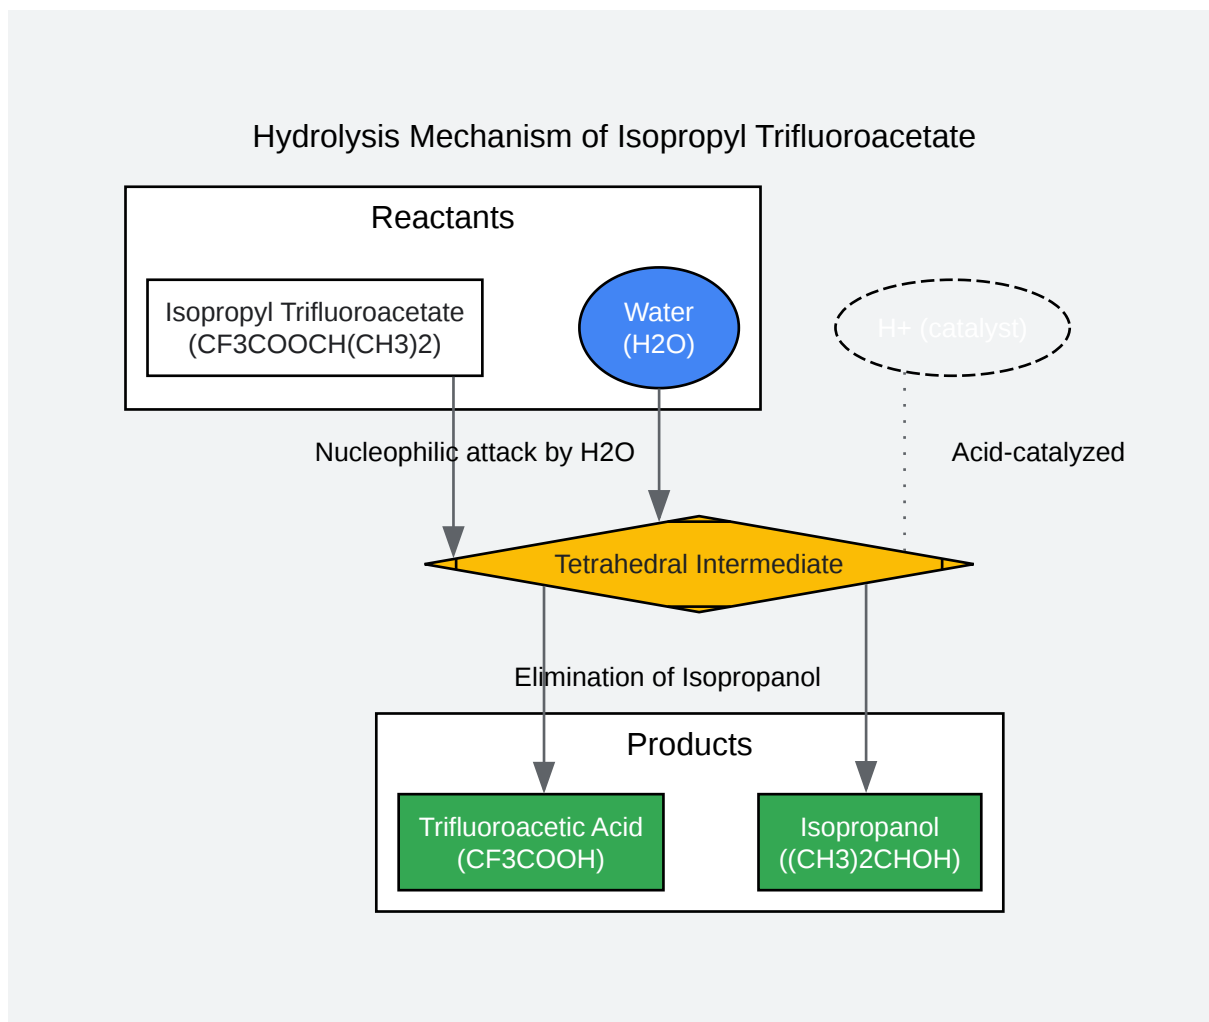 Hydrolysis Mechanism of Isopropyl Trifluoroacetate
Reactants
Isopropyl Trifluoroacetate
(CF3COOCH(CH3)2)
Water
(H2O)
H+ (catalyst)
Nucleophilic attack by H2O
Acid-catalyzed
Tetrahedral Intermediate
Elimination of Isopropanol
Products
Trifluoroacetic Acid
(CF3COOH)
Isopropanol
((CH3)2CHOH)